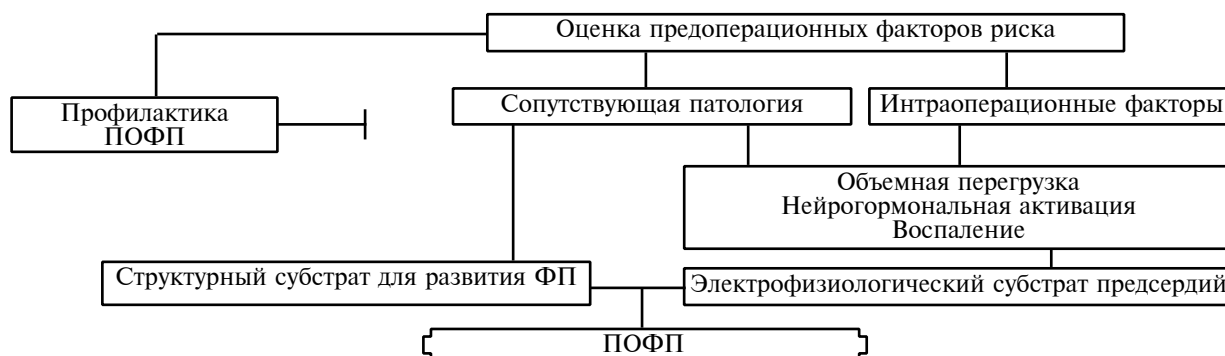 Оценка предоперационных факторов риска
Профилактика
ПОФП
Сопутствующая патология
Интраоперационные факторы
Объемная перегрузка
Нейрогормональная активация
Воспаление
Структурный субстрат для развития ФП
Электрофизиологический субстрат предсердий
ПОФП